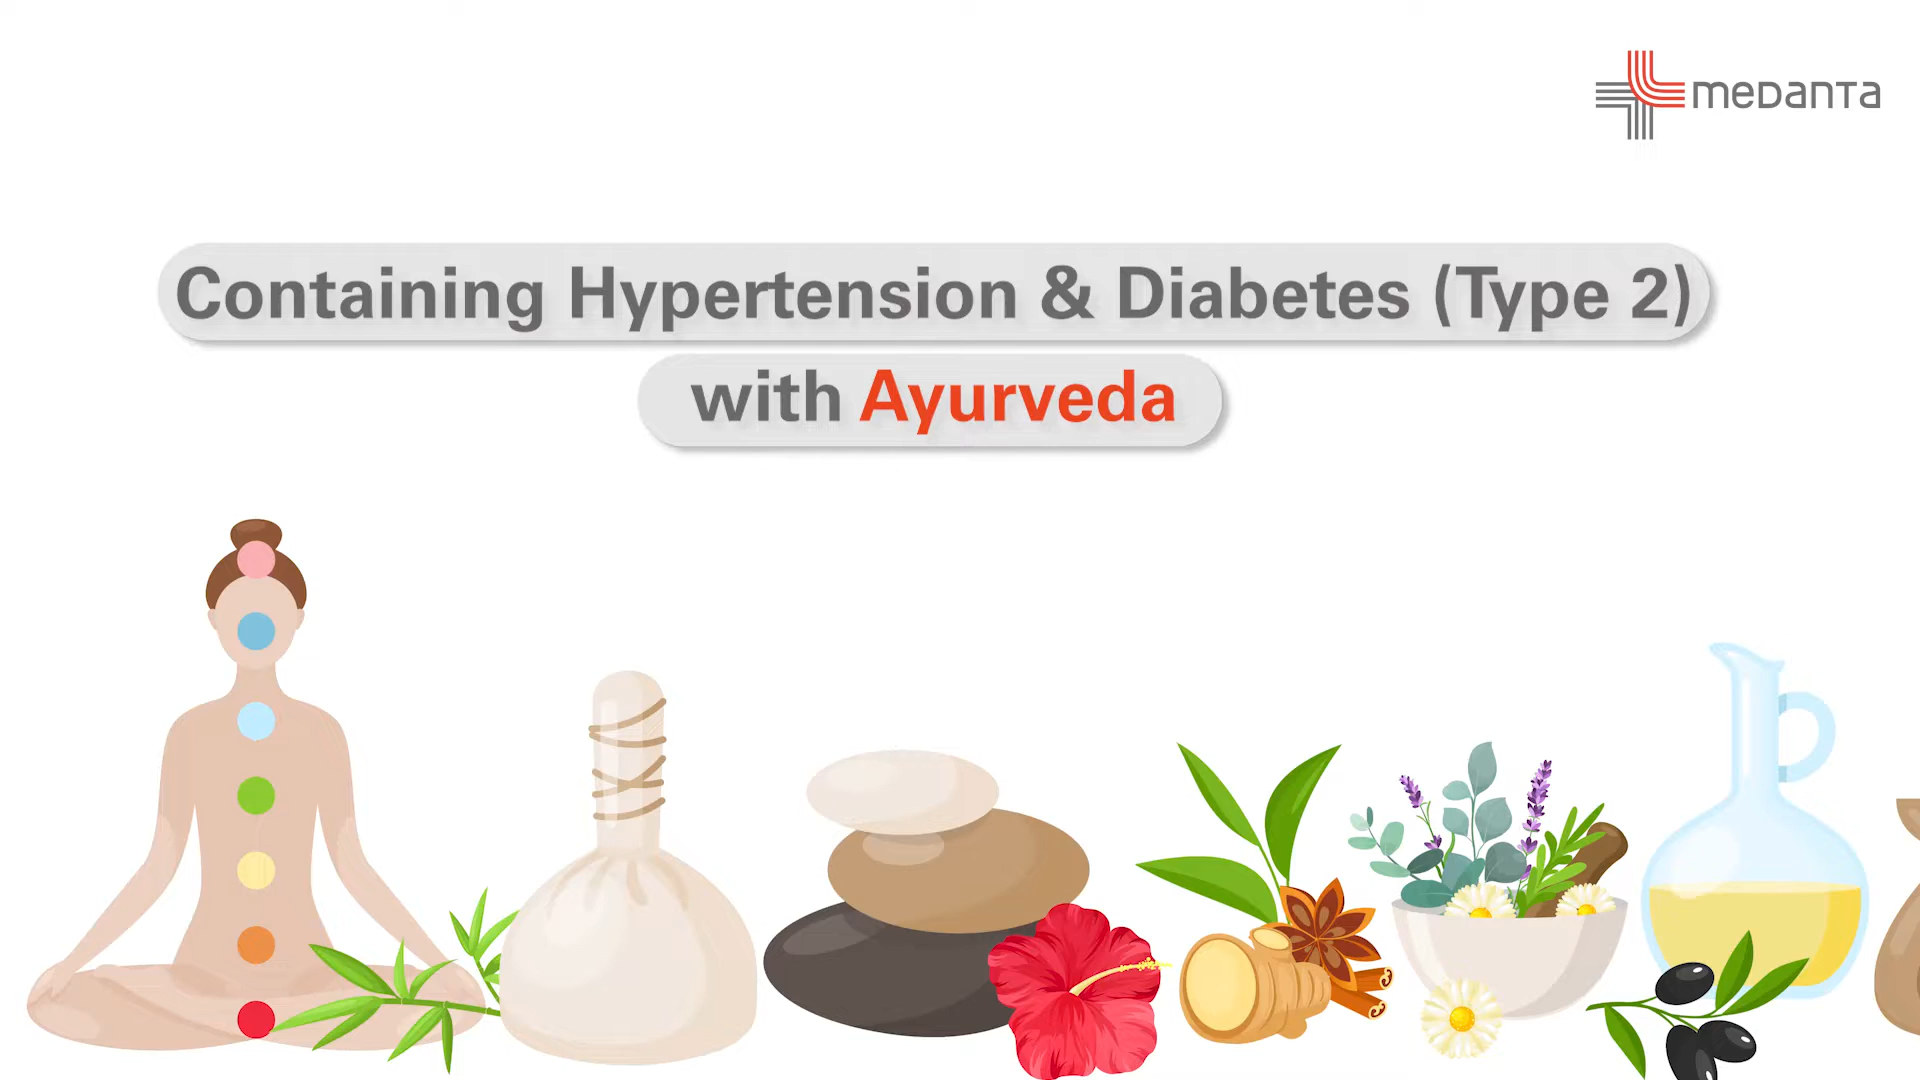 medanta
Containing Hypertension & Diabetes (Type 2)
with Ayurveda